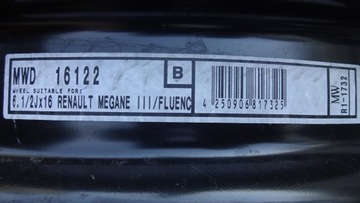 MWD 16122
B
WHEEL SUITABLE FOR:
6.1/2Jx16 RENAULT MEGANE III/FLUENC
4 250906 817325
MW
R1-1732